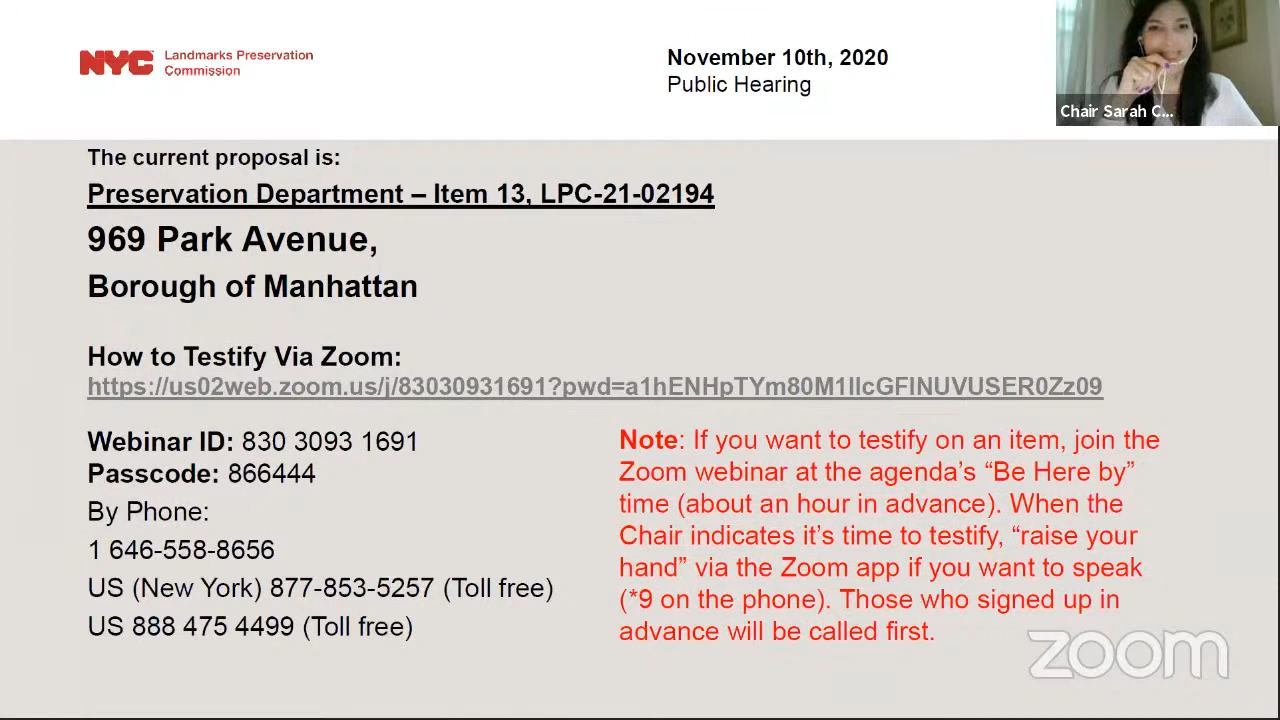 NYC Landmarks Preservation
Commission
November 10th, 2020
Public Hearing
Chair Sarah C...
The current proposal is:
Preservation Department – Item 13, LPC-21-02194
969 Park Avenue,
Borough of Manhattan
How to Testify Via Zoom:
https://us02web.zoom.us/j/83030931691?pwd=a1hENHpTYm80M1lIcGFINUVUSER0Zz09
Webinar ID: 830 3093 1691
Passcode: 866444
By Phone:
1 646-558-8656
US (New York) 877-853-5257 (Toll free)
US 888 475 4499 (Toll free)
Note: If you want to testify on an item, join the
Zoom webinar at the agenda’s “Be Here by”
time (about an hour in advance). When the
Chair indicates it’s time to testify, “raise your
hand” via the Zoom app if you want to speak
(*9 on the phone). Those who signed up in
advance will be called first.
zoom